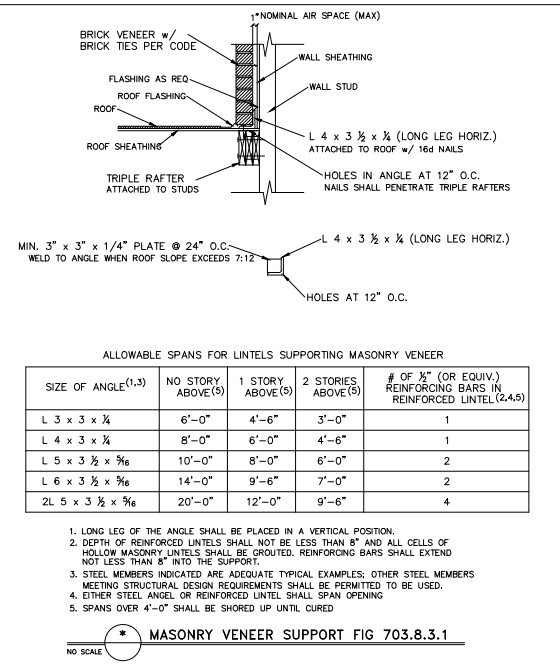 1" NOMINAL AIR SPACE (MAX)
BRICK VENEER w/
BRICK TIES PER CODE
WALL SHEATHING
FLASHING AS REQ
WALL STUD
ROOF FLASHING
ROOF
L 4 x 3 ½ x ¼ (LONG LEG HORIZ.)
ATTACHED TO ROOF w/ 16d NAILS
ROOF SHEATHING
HOLES IN ANGLE AT 12" O.C.
NAILS SHALL PENETRATE TRIPLE RAFTERS
TRIPLE RAFTER
ATTACHED TO STUDS
MIN. 3" x 3" x 1/4" PLATE @ 24" O.C.
WELD TO ANGLE WHEN ROOF SLOPE EXCEEDS 7:12
L 4 x 3 ½ x ¼ (LONG LEG HORIZ.)
HOLES AT 12" O.C.
ALLOWABLE SPANS FOR LINTELS SUPPORTING MASONRY VENEER
SIZE OF ANGLE(1,3) NO STORY ABOVE(5) 1 STORY ABOVE(5) 2 STORIES ABOVE(5) # OF ½" (OR EQUIV.) REINFORCING BARS IN REINFORCED LINTEL(2,4,5)
L 3 x 3 x ¼ 6'-0" 4'-6" 3'-0" 1
L 4 x 3 x ¼ 8'-0" 6'-0" 4'-6" 1
L 5 x 3 ½ x 5/16 10'-0" 8'-0" 6'-0" 2
L 6 x 3 ½ x 5/16 14'-0" 9'-6" 7'-0" 2
2L 5 x 3 ½ x 5/16 20'-0" 12'-0" 9'-6" 4
1. LONG LEG OF THE ANGLE SHALL BE PLACED IN A VERTICAL POSITION.
2. DEPTH OF REINFORCED LINTELS SHALL NOT BE LESS THAN 8" AND ALL CELLS OF
HOLLOW MASONRY LINTELS SHALL BE GROUTED. REINFORCING BARS SHALL EXTEND
NOT LESS THAN 8" INTO THE SUPPORT.
3. STEEL MEMBERS INDICATED ARE ADEQUATE TYPICAL EXAMPLES; OTHER STEEL MEMBERS
MEETING STRUCTURAL DESIGN REQUIREMENTS SHALL BE PERMITTED TO BE USED.
4. EITHER STEEL ANGEL OR REINFORCED LINTEL SHALL SPAN OPENING
5. SPANS OVER 4'-0" SHALL BE SHORED UP UNTIL CURED
* MASONRY VENEER SUPPORT FIG 703.8.3.1
NO SCALE